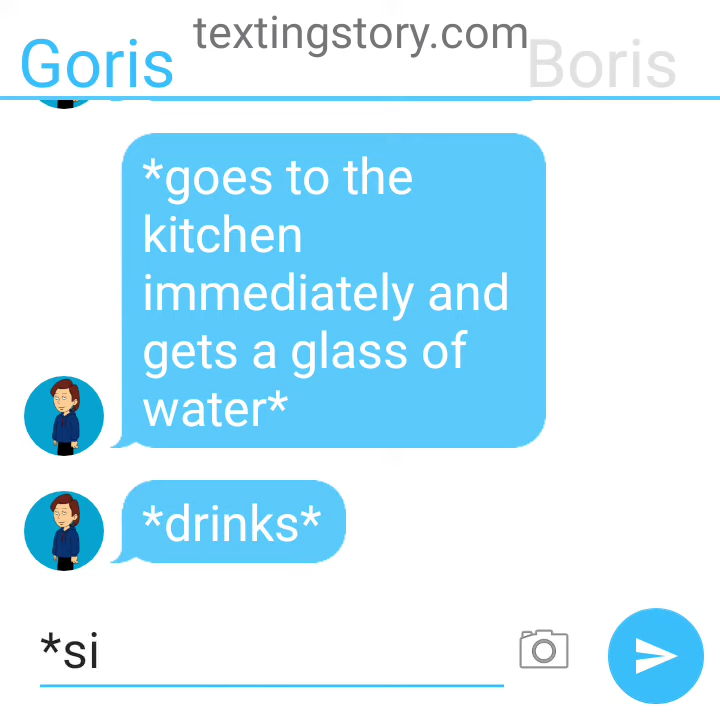 textingstory.com
Goris
Boris
*goes to the
kitchen
immediately and
gets a glass of
water*
*drinks*
*si